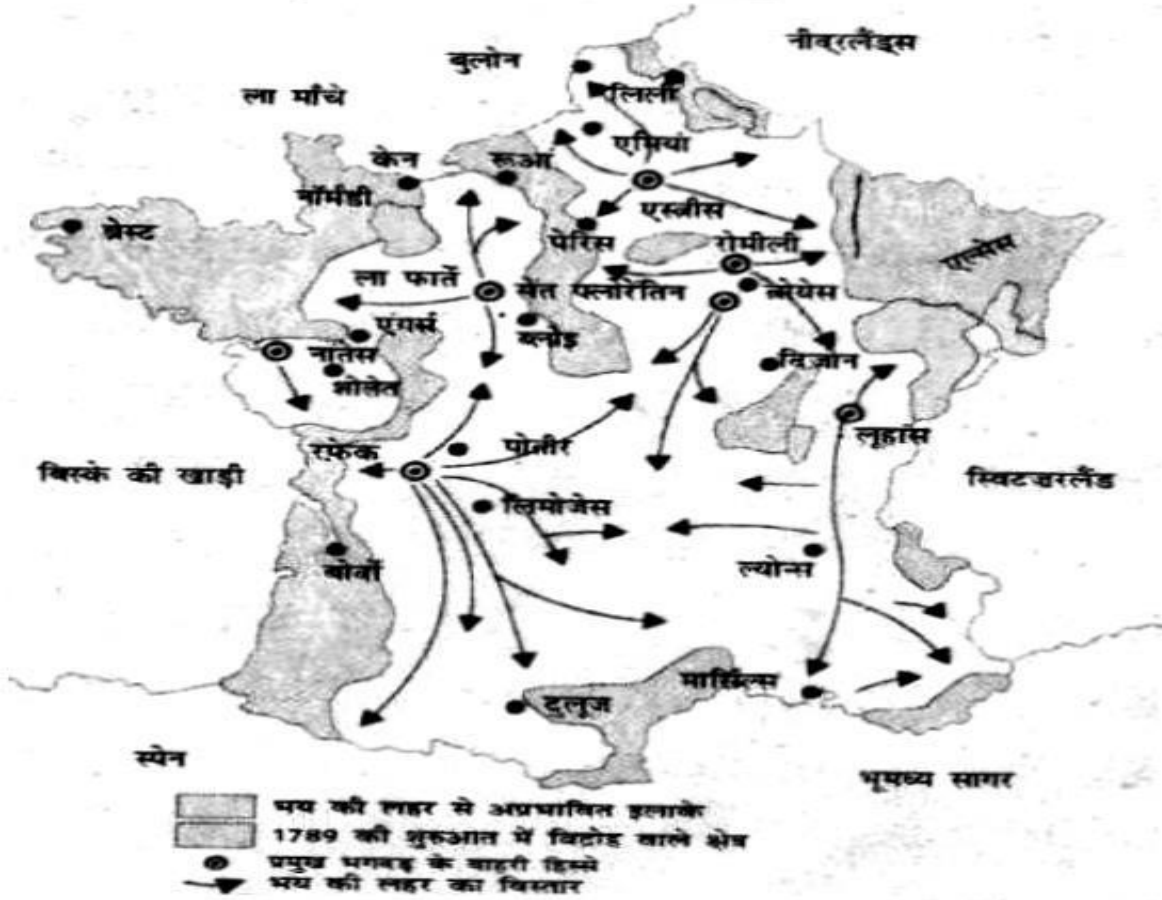 नीदरलैंड्स
बुलोन
ला माँचे
लिली
एमियां
केन
रूआ
नॉर्मंडी
एस्त्रीस
ब्रेस्ट
पेरिस
रोमीली
एल्सेस
ला फार्ते
सेंत फ्लोरेंतिन
त्रोयेस
एंगर्स
ब्लोइ
नांतस
शोलेत
दिजोन
रफ़ेक
पोतीर
लूहांस
बिस्के की खाड़ी
स्विटज़रलैंड
लिमोजेस
बोर्दो
ल्योन्स
मार्सिल्स
टुलूज
स्पेन
भूमध्य सागर
भय की लहर से अप्रभावित इलाके
1789 की शुरुआत में विद्रोह वाले क्षेत्र
प्रमुख भगदड़ के बाहरी हिस्से
भय की लहर का विस्तार